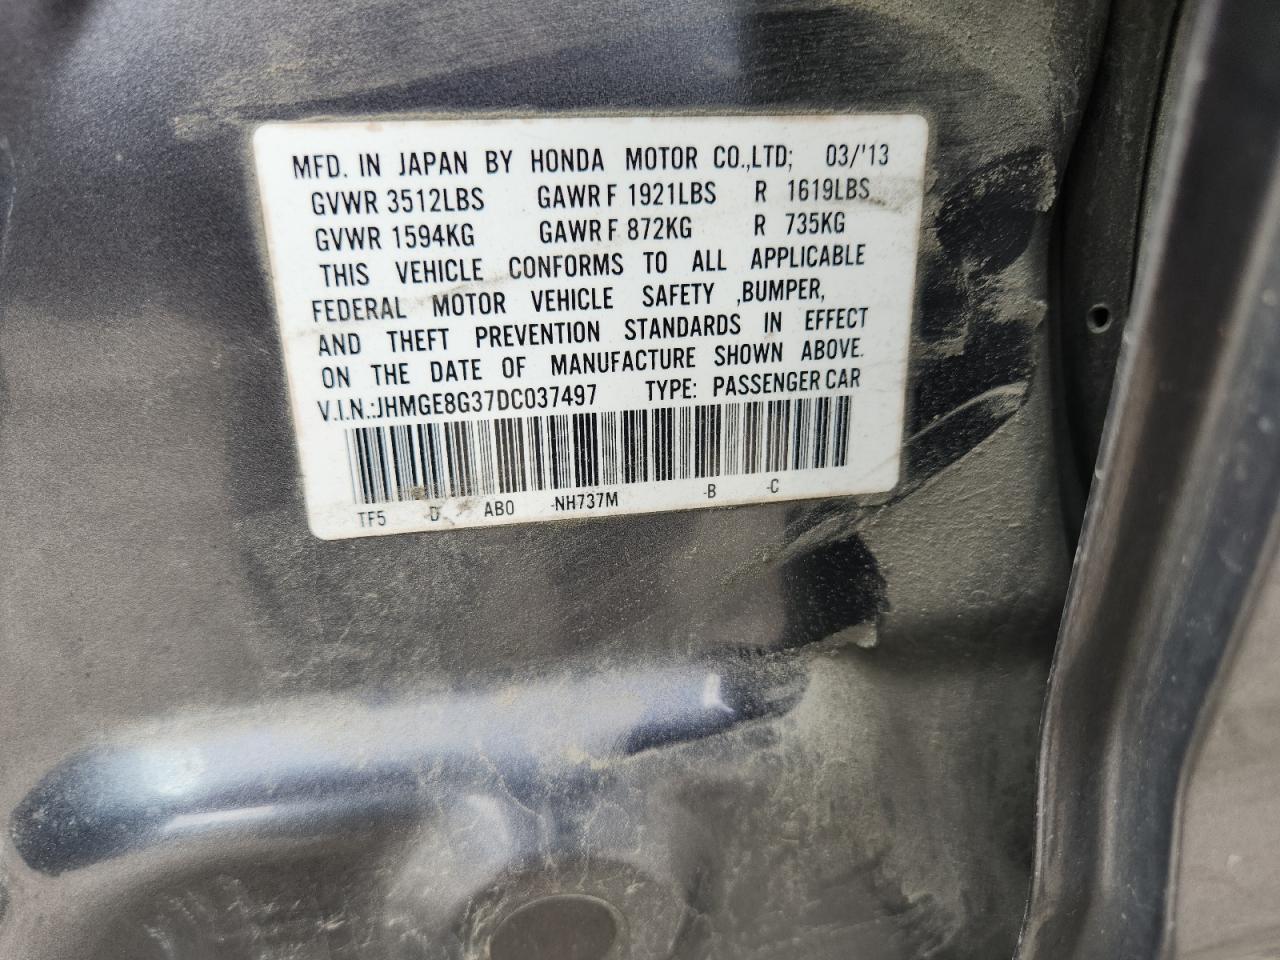 MFD. IN JAPAN BY HONDA MOTOR CO.,LTD; 03/'13
GVWR 3512LBS GAWR F 1921LBS R 1619LBS
GVWR 1594KG GAWR F 872KG R 735KG
THIS VEHICLE CONFORMS TO ALL APPLICABLE
FEDERAL MOTOR VEHICLE SAFETY ,BUMPER,
AND THEFT PREVENTION STANDARDS IN EFFECT
ON THE DATE OF MANUFACTURE SHOWN ABOVE.
V.I.N.:JHMGE8G37DC037497 TYPE: PASSENGER CAR
TF5 -D- AB0 -NH737M -B -C